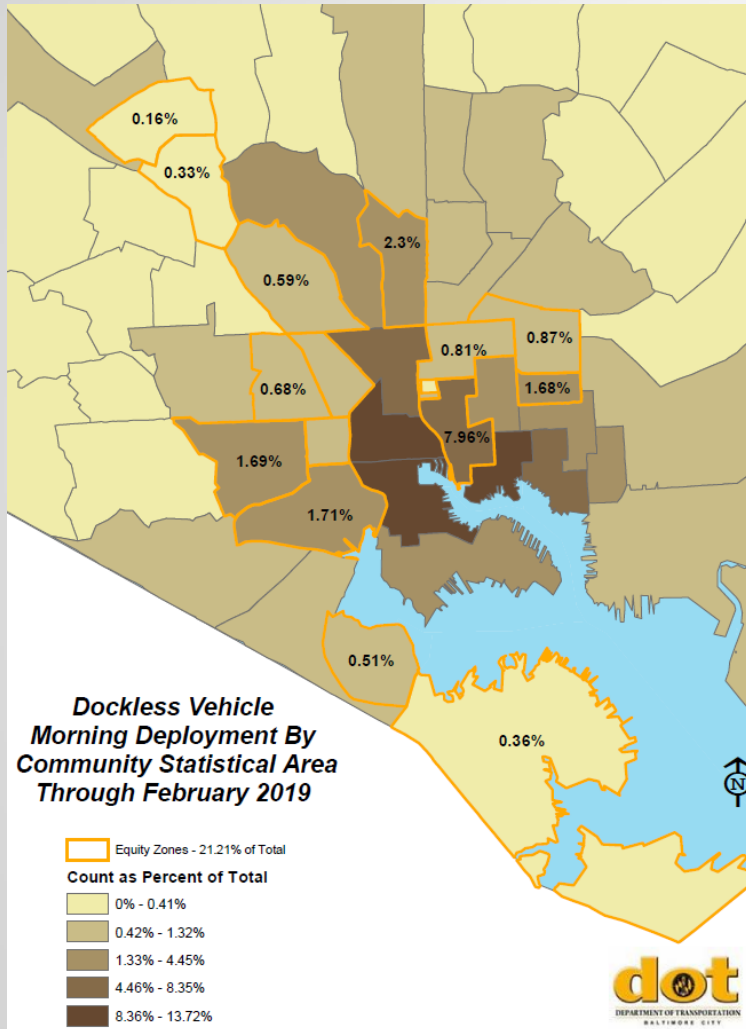 0.16%
0.33%
2.3%
0.59%
0.81%
0.87%
0.68%
1.68%
7.96%
1.69%
1.71%
0.51%
0.36%
Dockless Vehicle
Morning Deployment By
Community Statistical Area
Through February 2019
N
Equity Zones - 21.21% of Total
Count as Percent of Total
0% - 0.41%
0.42% - 1.32%
1.33% - 4.45%
4.46% - 8.35%
8.36% - 13.72%
dot
DEPARTMENT OF TRANSPORTATION
BALTIMORE CITY